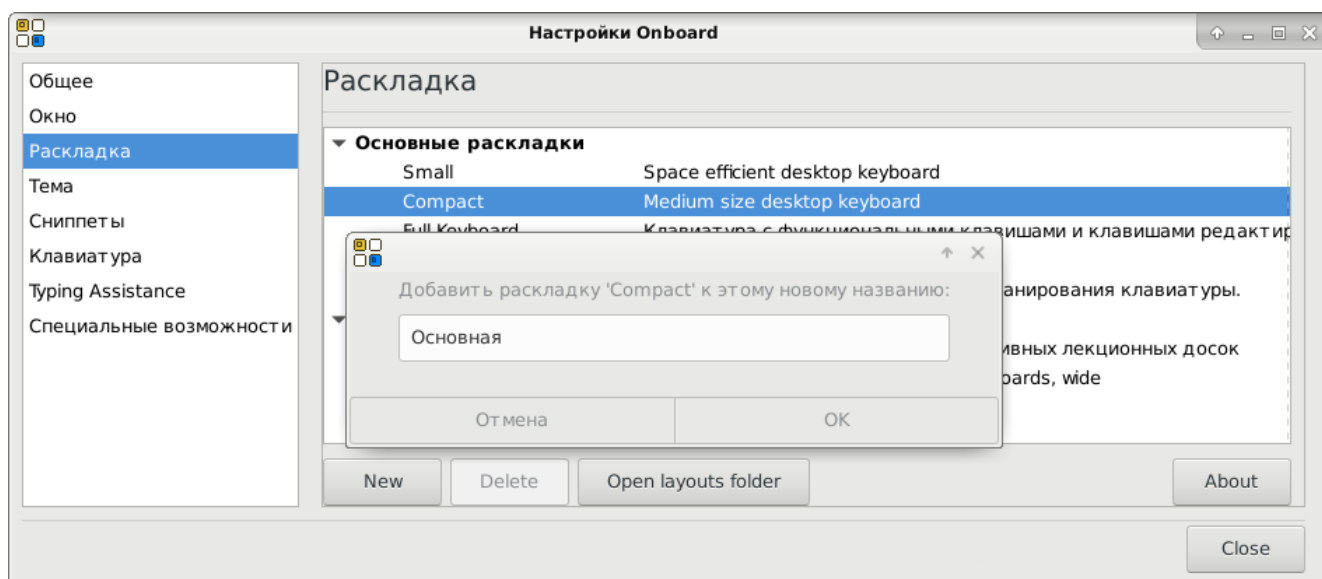 Настройки Onboard
Общее
Окно
Раскладка
Тема
Сниппеты
Клавиатура
Typing Assistance
Специальные возможности
Раскладка
Основные раскладки
Small Space efficient desktop keyboard
Compact Medium size desktop keyboard
Full Keyboard Клавиатура с функциональными клавишами и клавишами редактир
Добавить раскладку 'Compact' к этому новому названию:
Основная
Отмена OK
анирования клавиатуры.
ивных лекционных досок
oards, wide
New Delete Open layouts folder About
Close